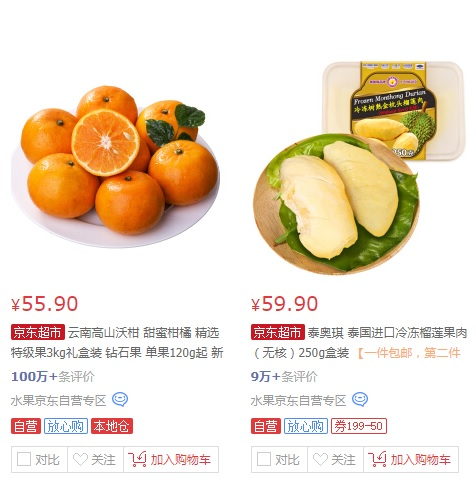 Frozen Monthong Durian
冷冻树熟金枕头榴莲肉
¥55.90
京东超市 云南高山沃柑 甜蜜柑橘 精选
特级果3kg礼盒装 钻石果 单果120g起 新
100万+条评价
水果京东自营专区
自营 放心购 本地仓
对比 关注 加入购物车
¥59.90
京东超市 泰奥琪 泰国进口冷冻榴莲果肉
（无核）250g盒装 【一件包邮，第二件
9万+条评价
水果京东自营专区
自营 放心购 券199-50
对比 关注 加入购物车